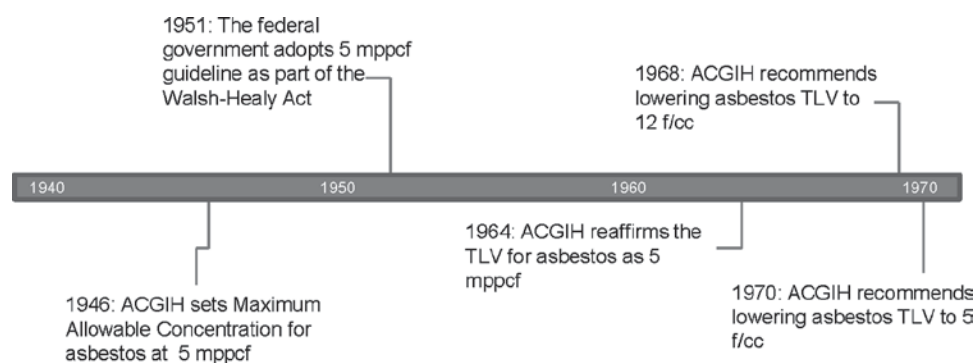 1951: The federal
government adopts 5 mppcf
guideline as part of the
Walsh-Healy Act
1968: ACGIH recommends
lowering asbestos TLV to
12 f/cc
1940
1950
1960
1970
1964: ACGIH reaffirms the
TLV for asbestos as 5
mppcf
1946: ACGIH sets Maximum
Allowable Concentration for
asbestos at 5 mppcf
1970: ACGIH recommends
lowering asbestos TLV to 5
f/cc